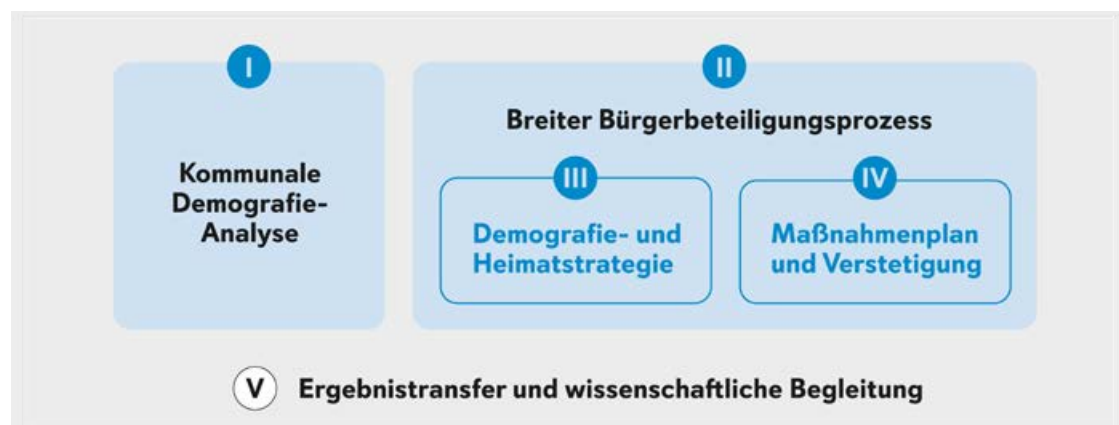 I
Kommunale
Demografie-
Analyse
II
Breiter Bürgerbeteiligungsprozess
III
Demografie- und
Heimatstrategie
IV
Maßnahmenplan
und Verstetigung
V Ergebnistransfer und wissenschaftliche Begleitung